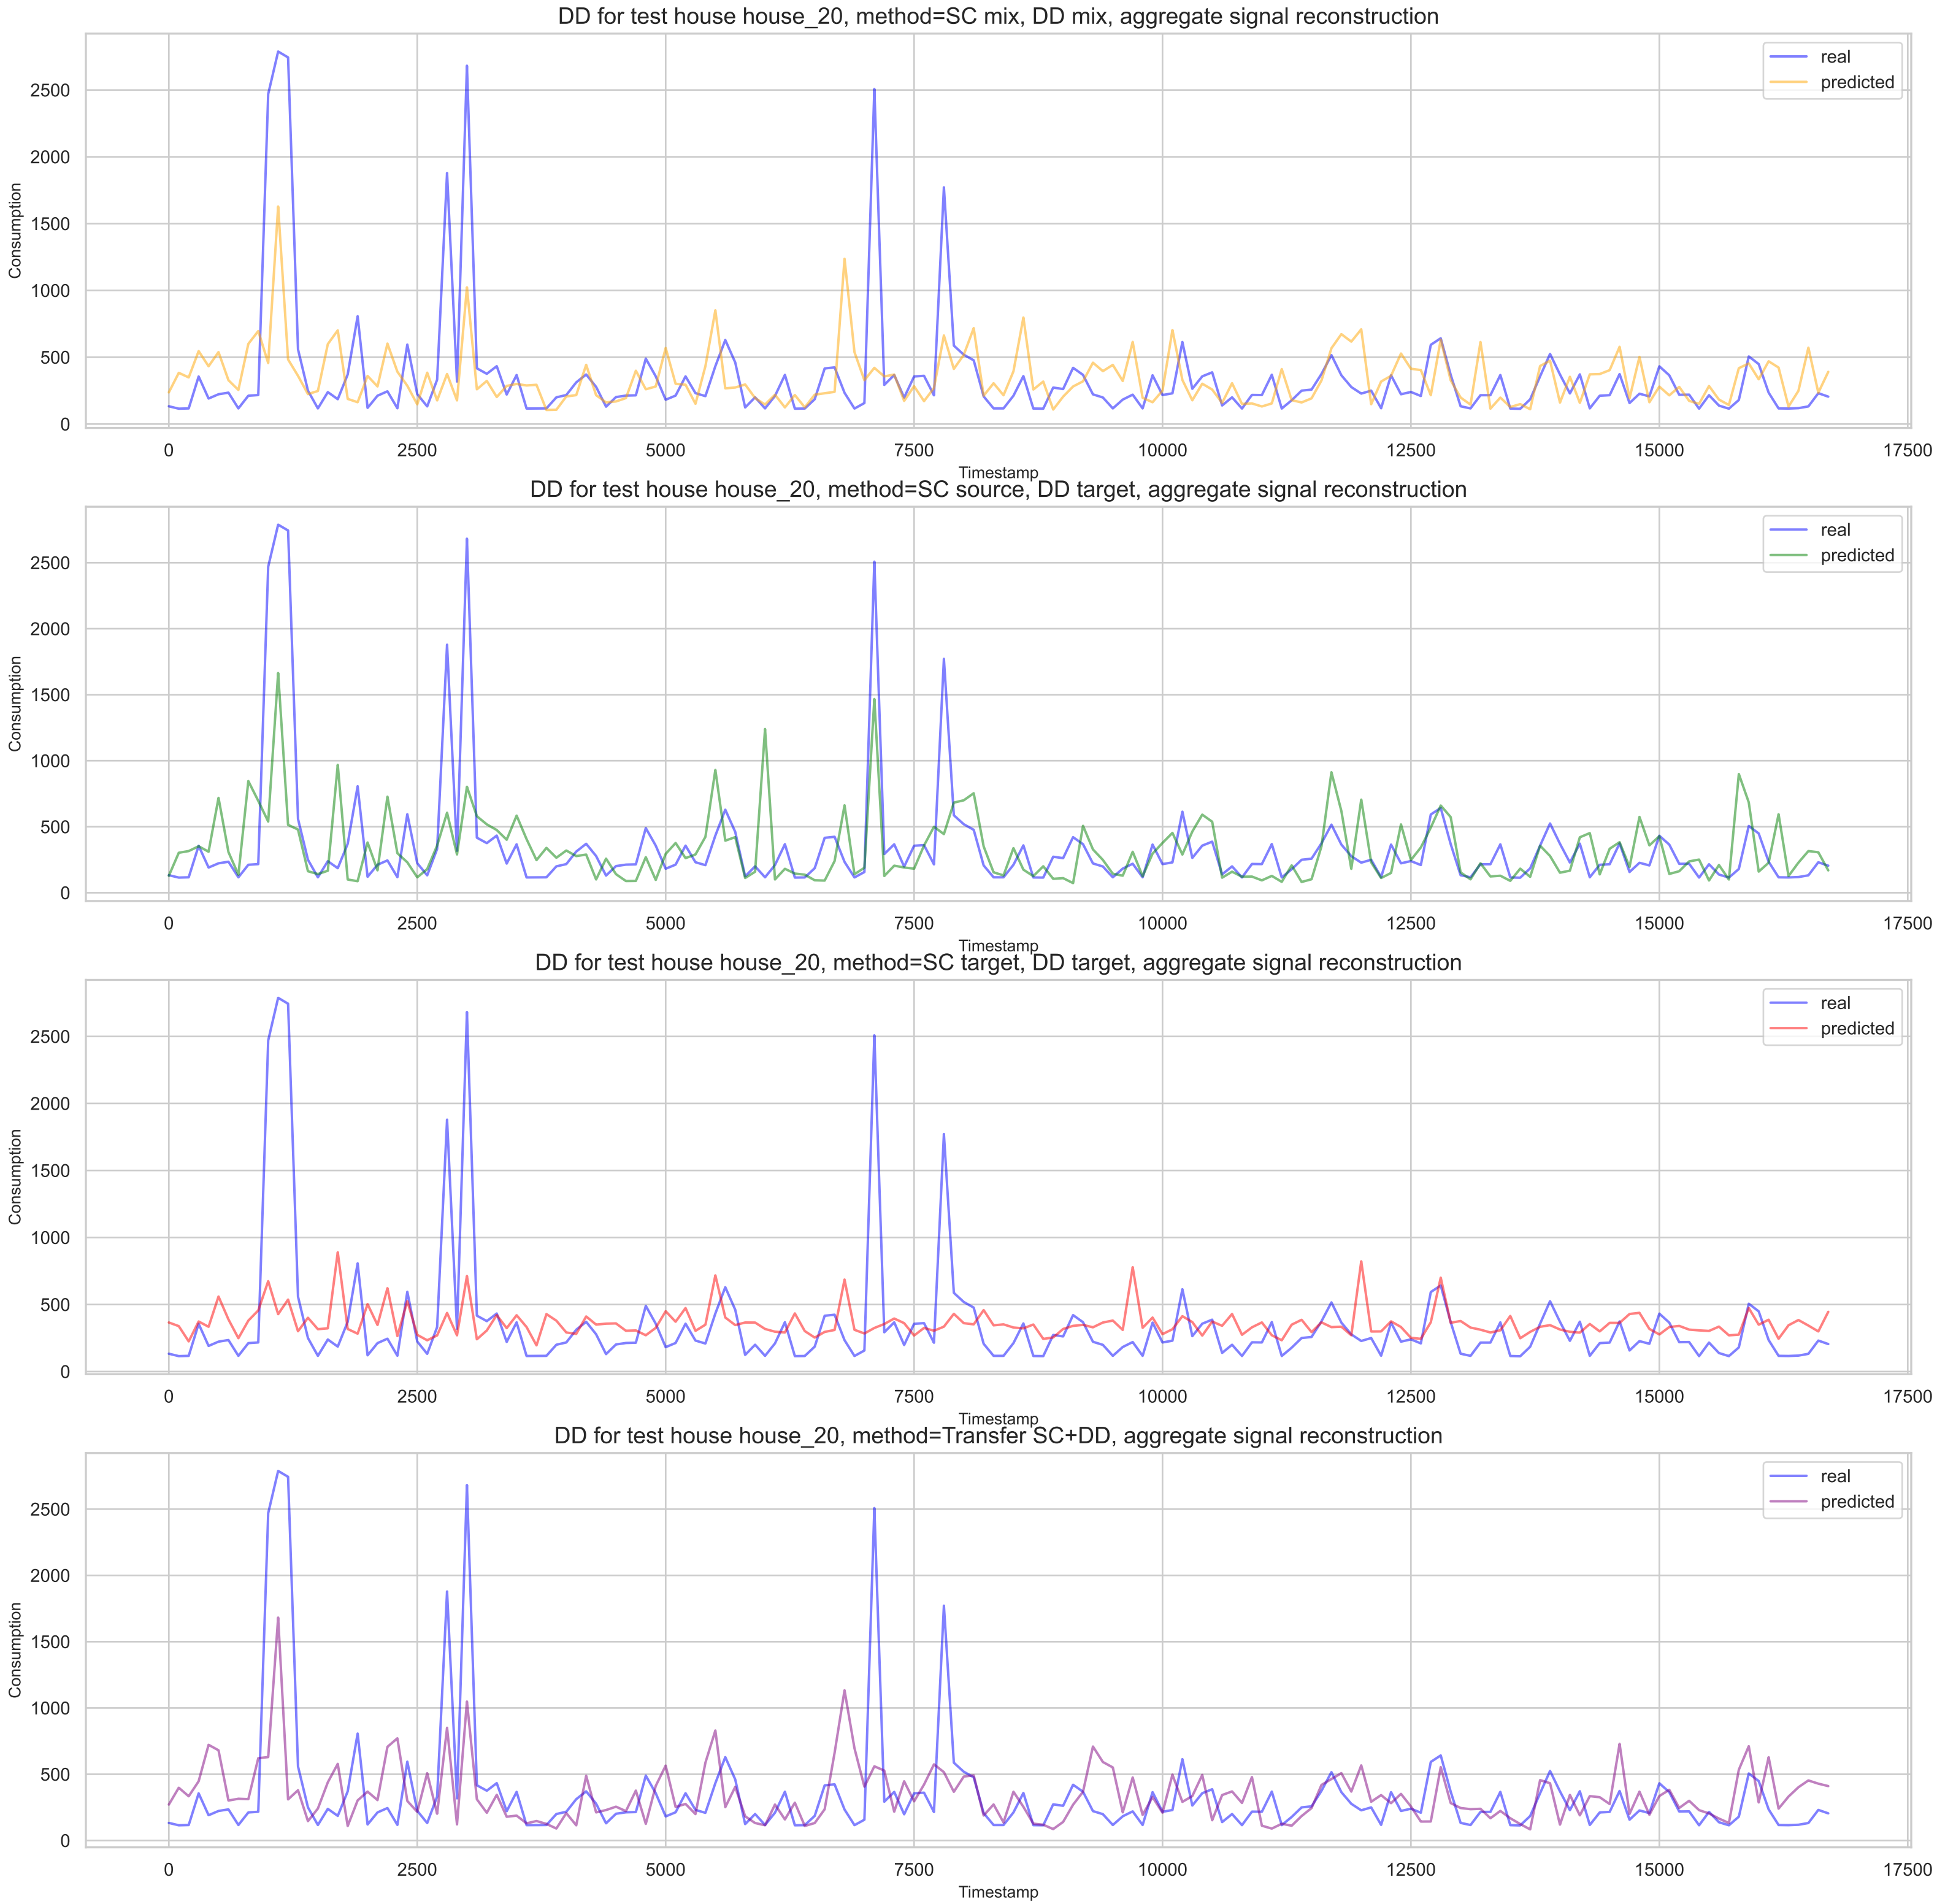 DD for test house house_20, method=SC mix, DD mix, aggregate signal reconstruction
real
predicted
Consumption
2500
2000
1500
1000
500
0
0 2500 5000 7500 10000 12500 15000 17500
Timestamp
DD for test house house_20, method=SC source, DD target, aggregate signal reconstruction
real
predicted
Consumption
2500
2000
1500
1000
500
0
0 2500 5000 7500 10000 12500 15000 17500
Timestamp
DD for test house house_20, method=SC target, DD target, aggregate signal reconstruction
real
predicted
Consumption
2500
2000
1500
1000
500
0
0 2500 5000 7500 10000 12500 15000 17500
Timestamp
DD for test house house_20, method=Transfer SC+DD, aggregate signal reconstruction
real
predicted
Consumption
2500
2000
1500
1000
500
0
0 2500 5000 7500 10000 12500 15000 17500
Timestamp